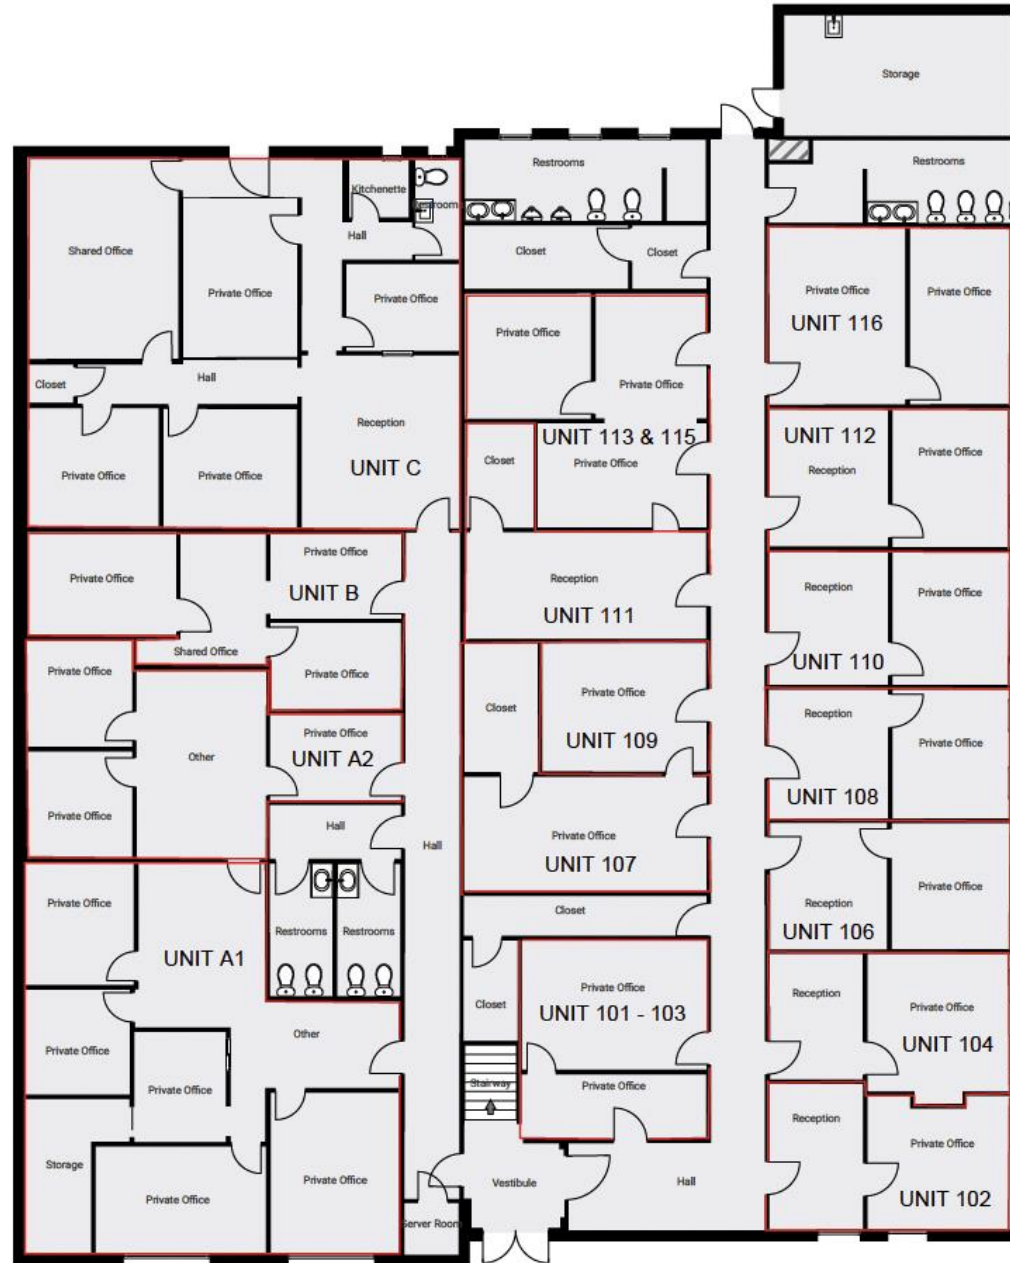 Storage
Restrooms
Restrooms
Kitchenette
Hall
Shared Office
Closet
Closet
Private Office
Private Office
Private Office
Private Office
UNIT 116
Private Office
Hall
Closet
Private Office
Reception
UNIT C
UNIT 113 & 115
UNIT 112
Private Office
Closet
Private Office
Reception
Private Office
Private Office
Private Office
Private Office
UNIT B
Reception
UNIT 111
Reception
Private Office
UNIT 110
Shared Office
Private Office
Private Office
Private Office
Closet
UNIT 109
Reception
Private Office
UNIT 108
Private Office
UNIT A2
Other
Private Office
Hall
Hall
Private Office
UNIT 107
Private Office
Private Office
Closet
Reception
UNIT 106
Restrooms
Restrooms
UNIT A1
Private Office
UNIT 101 - 103
Closet
Reception
Private Office
UNIT 104
Other
Private Office
Private Office
Stairway
Private Office
Reception
Private Office
UNIT 102
Storage
Private Office
Private Office
Vestibule
Hall
Server Room